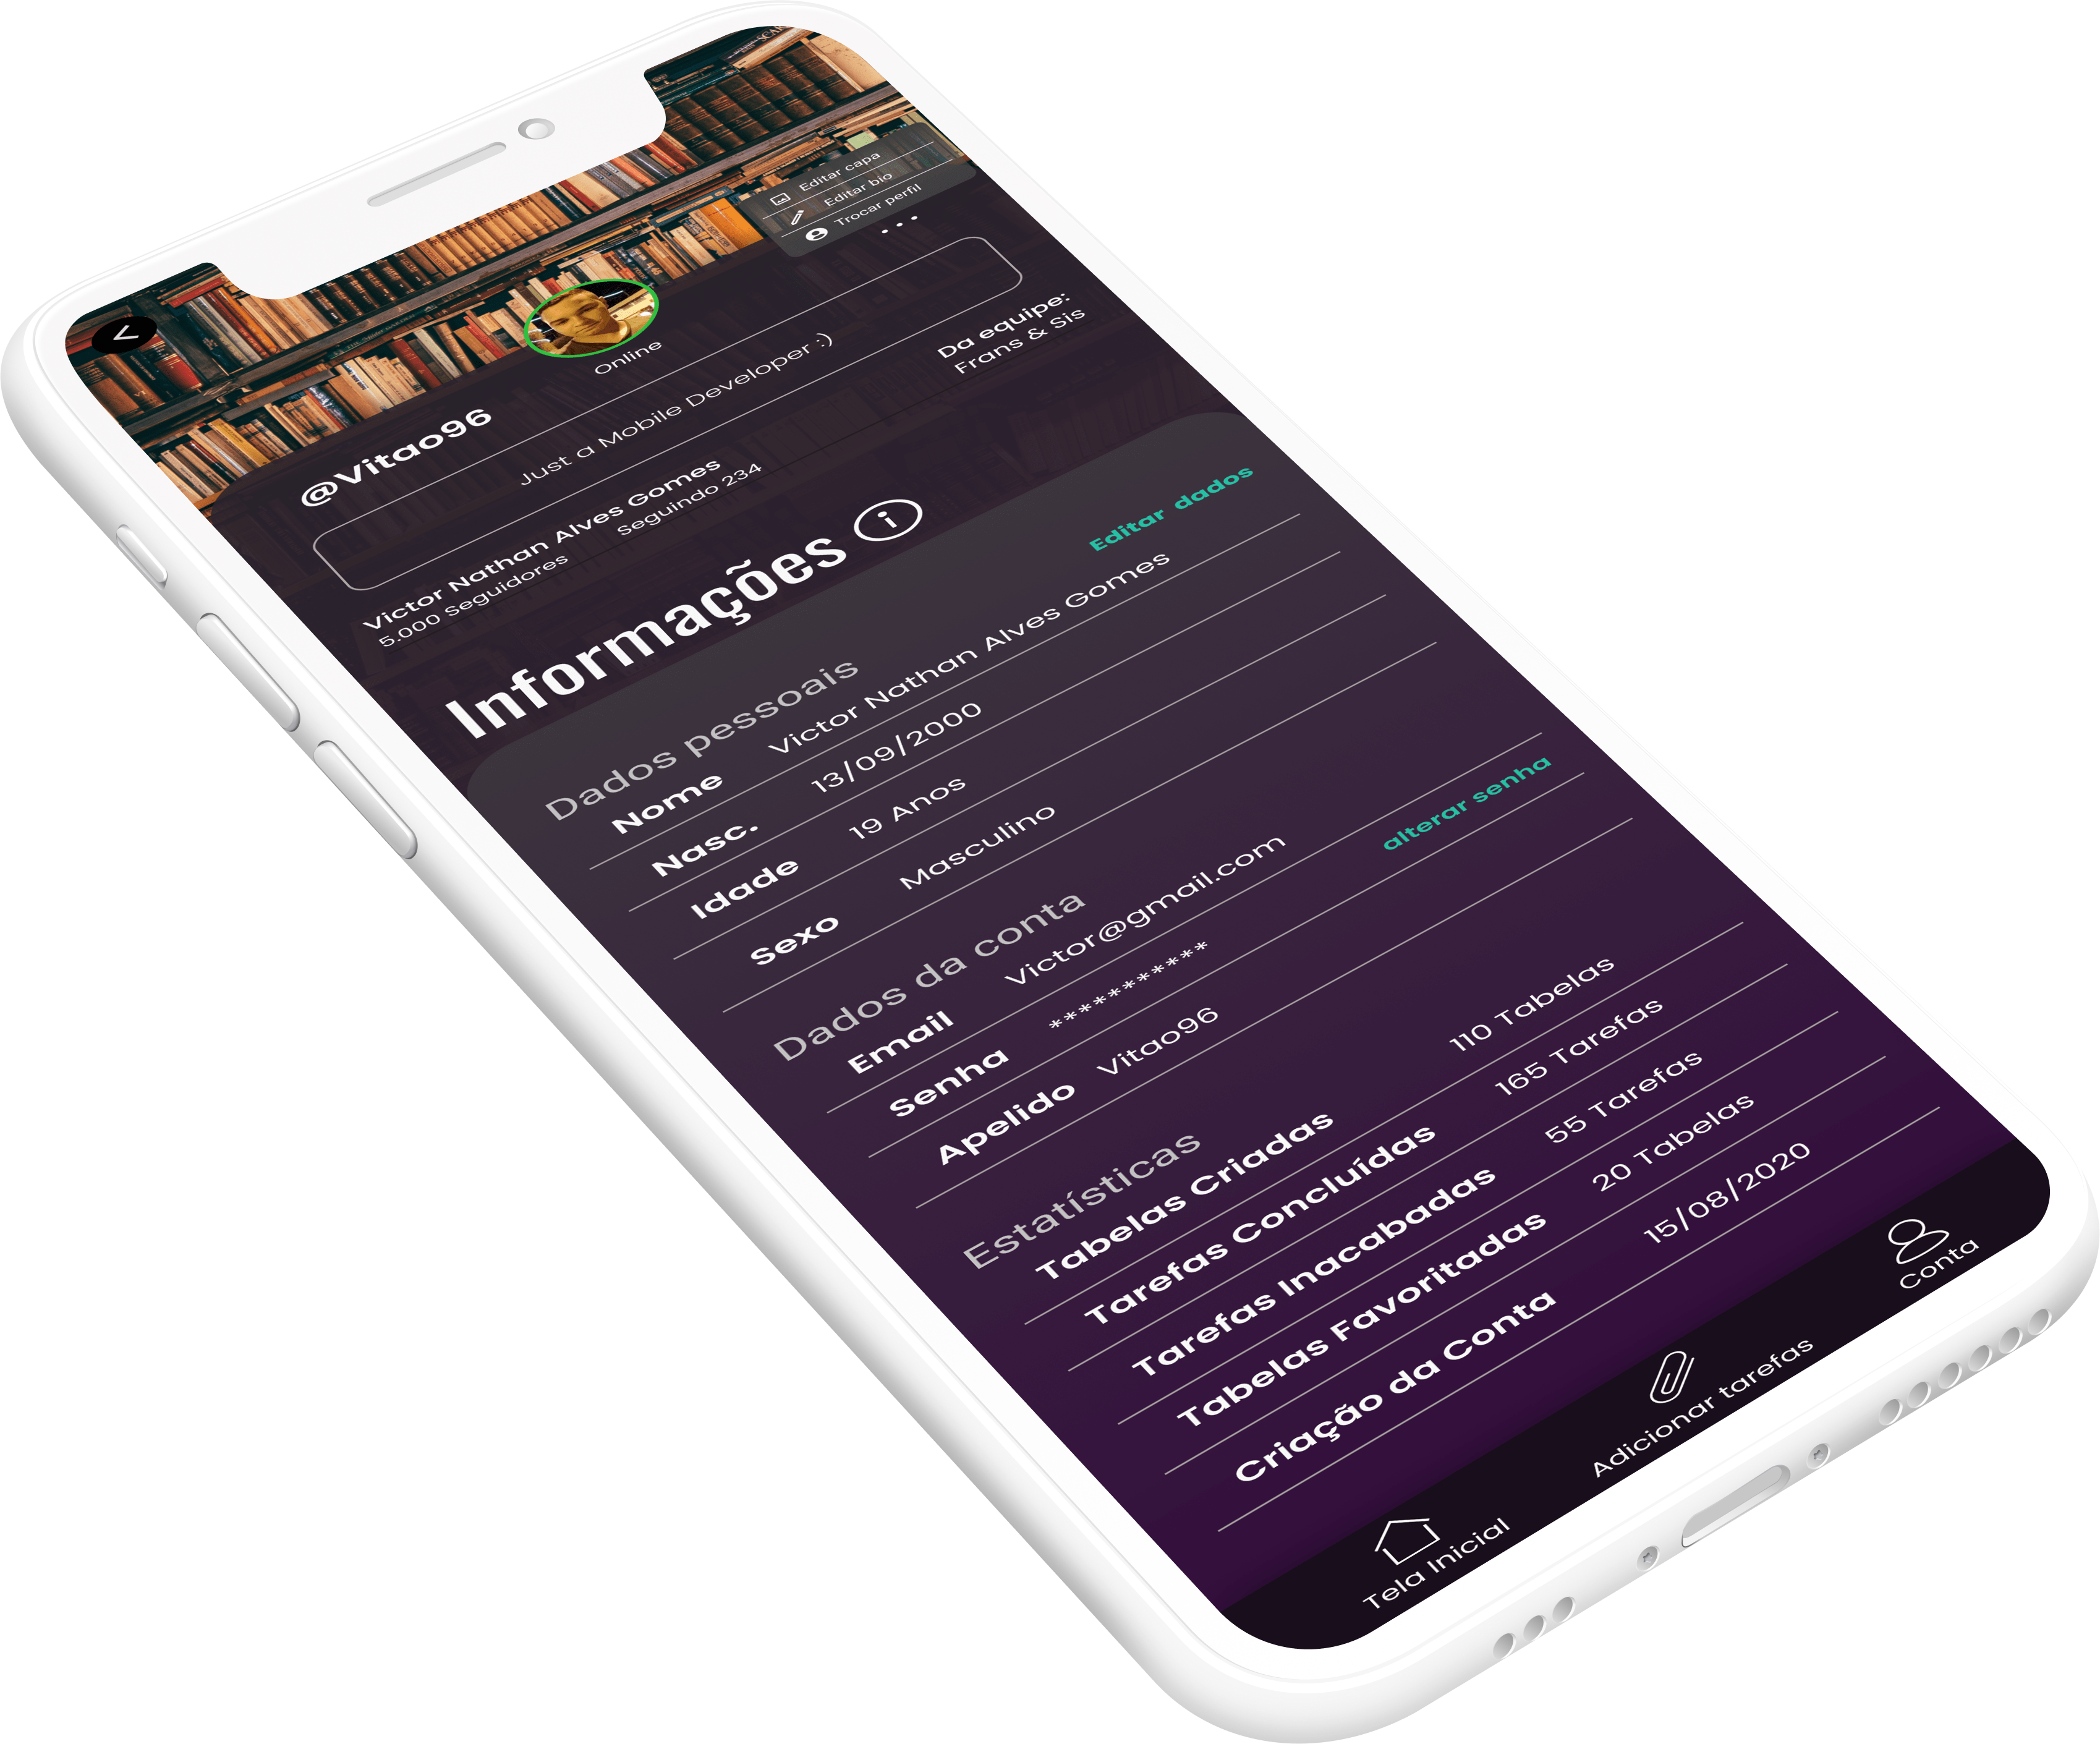 Editar capa
Editar bio
Trocar perfil
Online
@Vitao96
Just a Mobile Developer :)
Victor Nathan Alves Gomes
5.000 Seguidores Seguindo 234
Da equipe:
Frans & Sis
Informações
Editar dados
Dados pessoais
Nome Victor Nathan Alves Gomes
Nasc. 13/09/2000
Idade 19 Anos
Sexo Masculino
Dados da conta
Email Victor@gmail.com
Senha ***********
alterar senha
Apelido Vitao96
Estatísticas
Tabelas Criadas 110 Tabelas
Tarefas Concluídas 165 Tarefas
Tarefas Inacabadas 55 Tarefas
Tabelas Favoritadas 20 Tabelas
Criação da Conta 15/08/2020
Tela Inicial
Adicionar tarefas
Conta